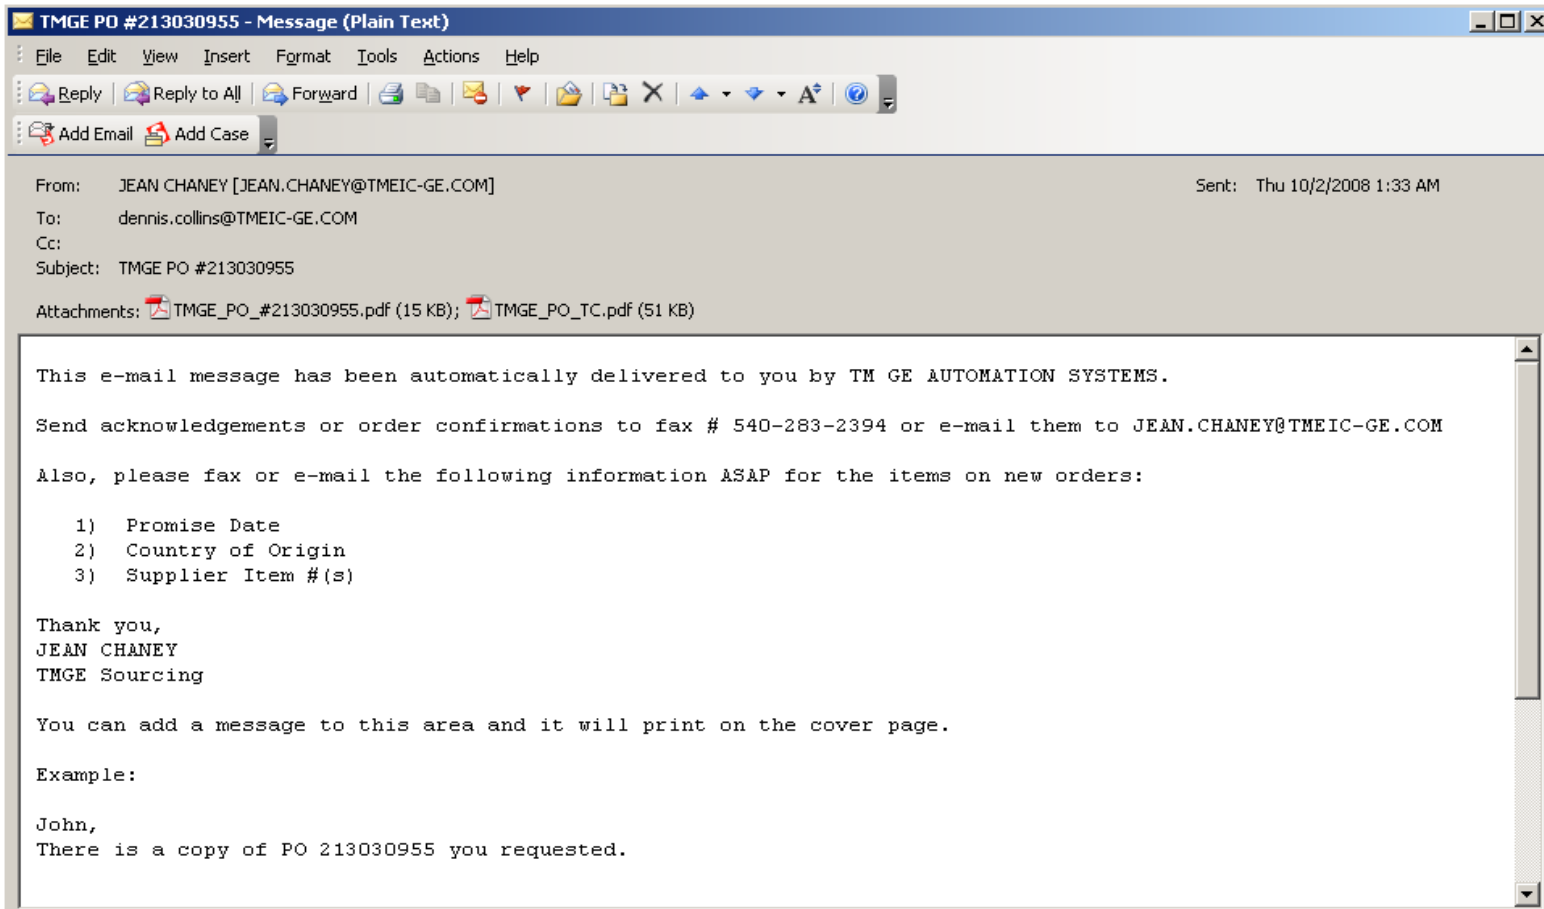 TMGE PO #213030955 - Message (Plain Text)
File Edit View Insert Format Tools Actions Help
Reply Reply to All Forward
Add Email Add Case
From: JEAN CHANEY [JEAN.CHANEY@TMEIC-GE.COM] Sent: Thu 10/2/2008 1:33 AM
To: dennis.collins@TMEIC-GE.COM
Cc:
Subject: TMGE PO #213030955
Attachments: TMGE_PO_#213030955.pdf (15 KB); TMGE_PO_TC.pdf (51 KB)
This e-mail message has been automatically delivered to you by TM GE AUTOMATION SYSTEMS.
Send acknowledgements or order confirmations to fax # 540-283-2394 or e-mail them to JEAN.CHANEY@TMEIC-GE.COM
Also, please fax or e-mail the following information ASAP for the items on new orders:
1) Promise Date
2) Country of Origin
3) Supplier Item #(s)
Thank you,
JEAN CHANEY
TMGE Sourcing
You can add a message to this area and it will print on the cover page.
Example:
John,
There is a copy of PO 213030955 you requested.